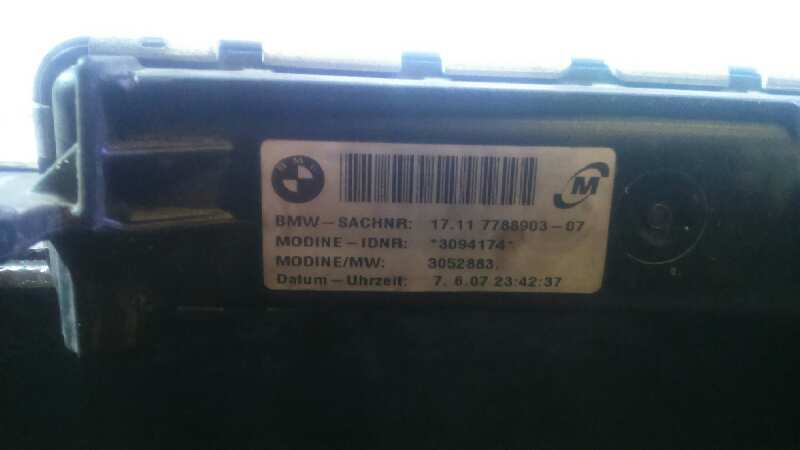 BMW
M
BMW-SACHNR: 17.11 7788903-07
MODINE-IDNR: *3094174*
MODINE/MW: 3052883.
Datum-Uhrzeit: 7. 6.07 23:42:37